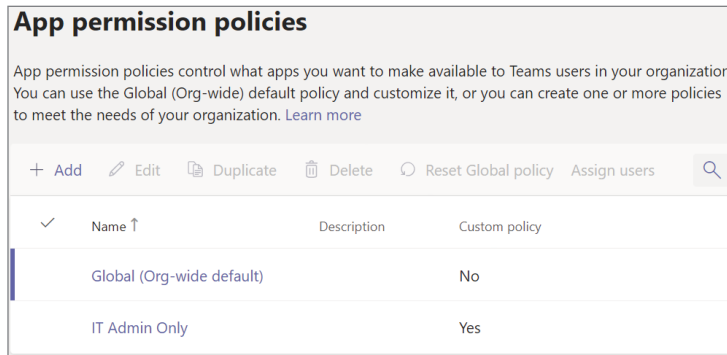 App permission policies
App permission policies control what apps you want to make available to Teams users in your organization
You can use the Global (Org-wide) default policy and customize it, or you can create one or more policies
to meet the needs of your organization. Learn more
+ Add Edit Duplicate Delete Reset Global policy Assign users
Name ↑ Description Custom policy
Global (Org-wide default) No
IT Admin Only Yes